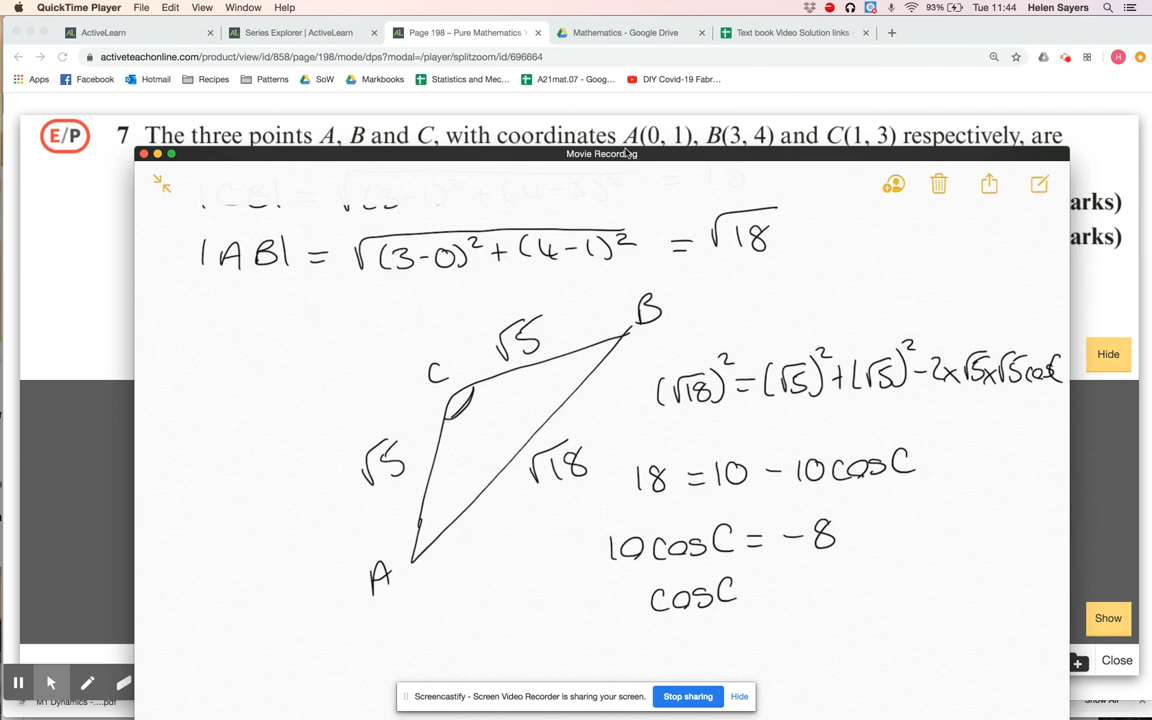 QuickTime Player File Edit View Window Help 93% Tue 11:44 Helen Sayers
ActiveLearn Series Explorer | ActiveLearn Page 198 – Pure Mathematics Y Mathematics - Google Drive Text book Video Solution links -
activeteachonline.com/product/view/id/858/page/198/mode/dps?modal=/player/splitzoom/id/696664
Apps Facebook Hotmail Recipes Patterns SoW Markbooks Statistics and Mec... A21mat.07 - Goog... DIY Covid-19 Fabr...
E/P 7 The three points A, B and C, with coordinates A(0, 1), B(3, 4) and C(1, 3) respectively, are
Movie Recording
arks)
arks)
|AB| = √(3-0)²+(4-1)² = √18
B
√5
C
(√18)² = (√5)²+(√5)²-2x√5x√5cosC
Hide
√5
√18
18 = 10 - 10cosC
10cosC = -8
A
cosC
Show
Close
Screencastify - Screen Video Recorder is sharing your screen. Stop sharing Hide
M1 Dynamics -....pdf
Show All